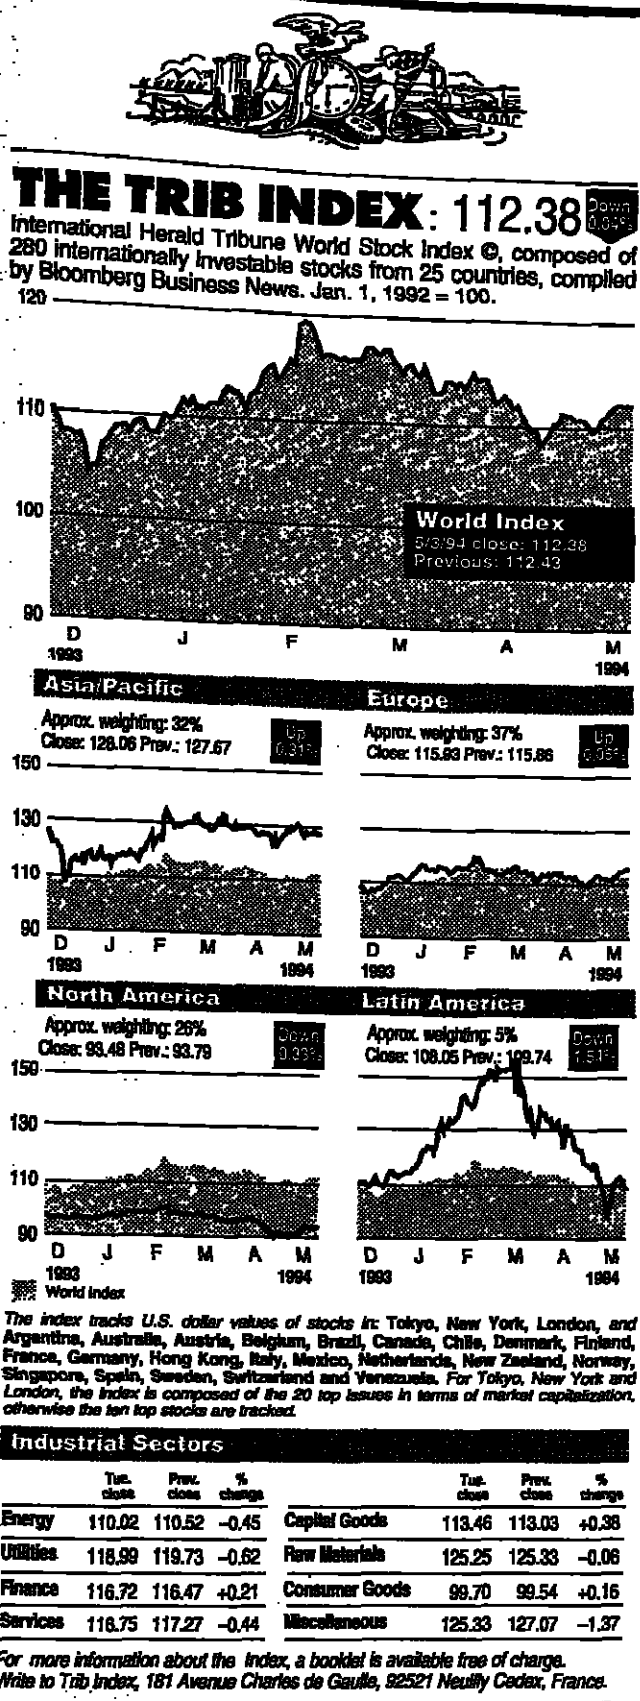 THE TRIB INDEX: 112.38 Down
International Herald Tribune World Stock Index ©, composed of
280 internationally investable stocks from 25 countries, compiled
by Bloomberg Business News. Jan. 1, 1992 = 100.
120
110
100
90
World Index
5/3/94 close: 112.38
Previous: 112.43
D J F M A M
1993 1994
Asia/Pacific
Approx. weighting: 32%
Close: 128.06 Prev.: 127.67
Up
0.31%
150
130
110
90
D J F M A M
1993 1994
Europe
Approx. weighting: 37%
Close: 115.93 Prev.: 115.86
Up
D J F M A M
1993 1994
North America
Approx. weighting: 26%
Close: 93.48 Prev.: 93.79
Down
0.33%
150
130
110
90
D J F M A M
1993 1994
Latin America
Approx. weighting: 5%
Close: 108.05 Prev.: 109.74
Down
D J F M A M
1993 1994
World Index
The index tracks U.S. dollar values of stocks in: Tokyo, New York, London, and
Argentina, Australia, Austria, Belgium, Brazil, Canada, Chile, Denmark, Finland,
France, Germany, Hong Kong, Italy, Mexico, Netherlands, New Zealand, Norway,
Singapore, Spain, Sweden, Switzerland and Venezuela. For Tokyo, New York and
London, the index is composed of the 20 top issues in terms of market capitalization,
otherwise the ten top stocks are tracked.
Industrial Sectors
Tue. close Prev. close % change
Energy 110.02 110.52 –0.45
Utilities 118.99 119.73 –0.62
Finance 116.72 116.47 +0.21
Services 116.75 117.27 –0.44
Tue. close Prev. close % change
Capital Goods 113.46 113.03 +0.38
Raw Materials 125.25 125.33 –0.06
Consumer Goods 99.70 99.54 +0.16
Miscellaneous 125.33 127.07 –1.37
For more information about the Index, a booklet is available free of charge.
Write to Trib Index, 181 Avenue Charles de Gaulle, 92521 Neuilly Cedex, France.